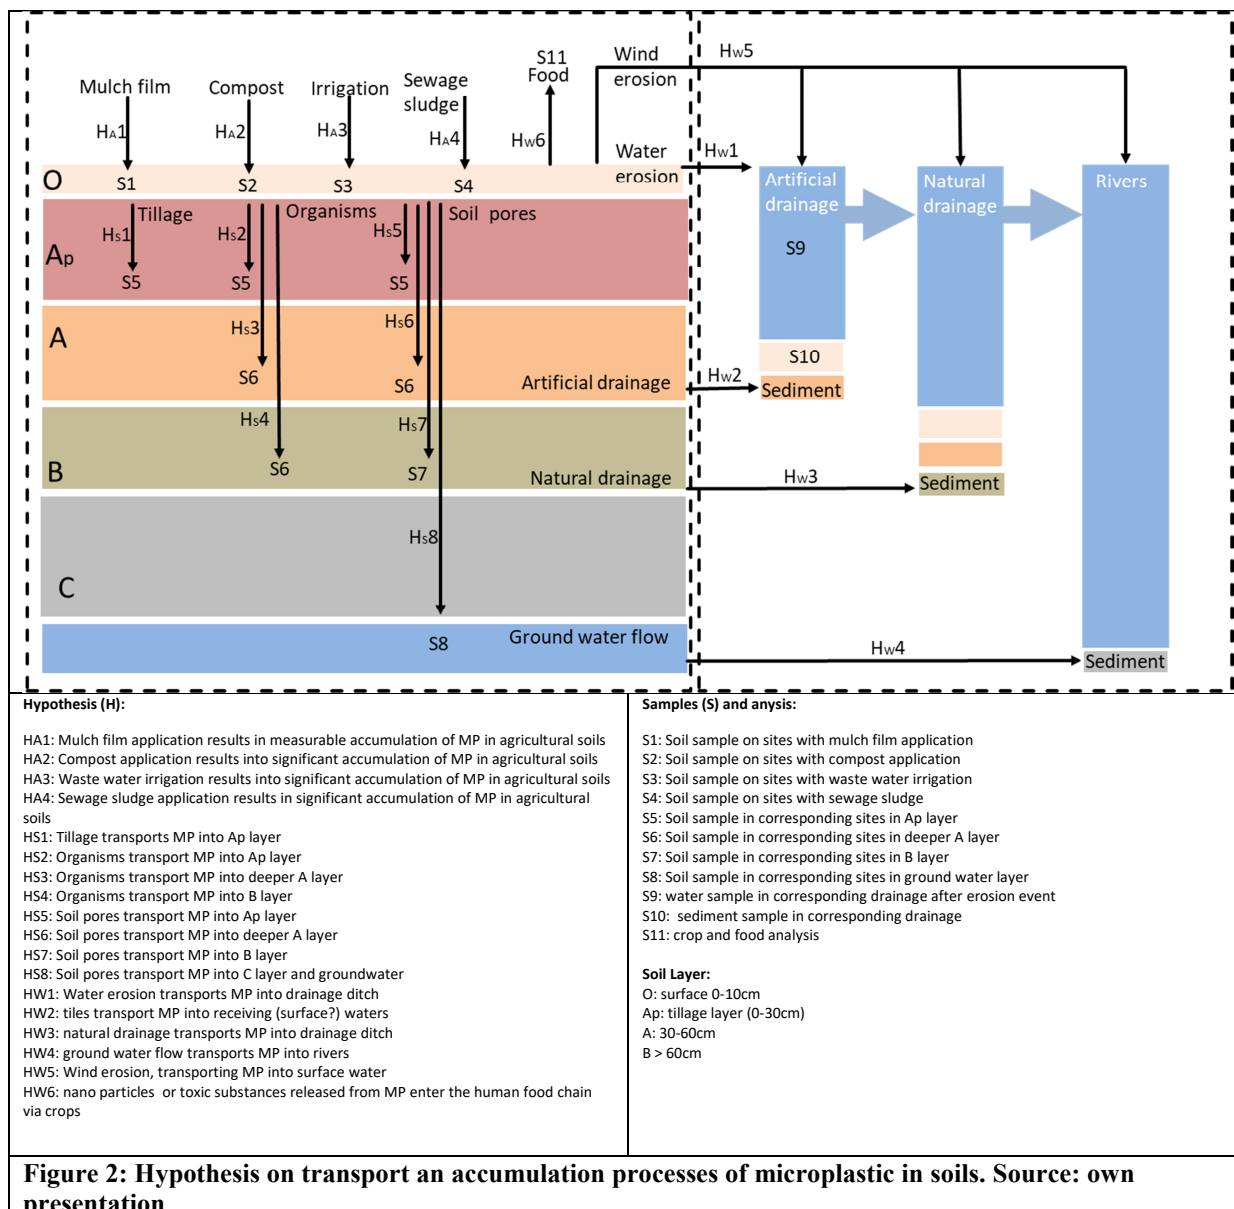 Mulch film
Compost
Irrigation
Sewage
sludge
S11
Food
Wind
erosion
HW5
HA1
HA2
HA3
HA4
HW6
Water
erosion
HW1
O
S1
S2
S3
S4
Artificial
drainage
Natural
drainage
Rivers
Tillage
Organisms
Soil pores
HS1
HS2
HS5
Ap
S5
S5
S5
S9
A
HS3
HS6
S6
S6
Artificial drainage
HW2
S10
Sediment
HS4
HS7
B
S6
S7
Natural drainage
HW3
Sediment
HS8
C
S8
Ground water flow
HW4
Sediment
Hypothesis (H):
HA1: Mulch film application results in measurable accumulation of MP in agricultural soils
HA2: Compost application results into significant accumulation of MP in agricultural soils
HA3: Waste water irrigation results into significant accumulation of MP in agricultural soils
HA4: Sewage sludge application results in significant accumulation of MP in agricultural
soils
HS1: Tillage transports MP into Ap layer
HS2: Organisms transport MP into Ap layer
HS3: Organisms transport MP into deeper A layer
HS4: Organisms transport MP into B layer
HS5: Soil pores transport MP into Ap layer
HS6: Soil pores transport MP into deeper A layer
HS7: Soil pores transport MP into B layer
HS8: Soil pores transport MP into C layer and groundwater
HW1: Water erosion transports MP into drainage ditch
HW2: tiles transport MP into receiving (surface?) waters
HW3: natural drainage transports MP into drainage ditch
HW4: ground water flow transports MP into rivers
HW5: Wind erosion, transporting MP into surface water
HW6: nano particles or toxic substances released from MP enter the human food chain
via crops
Samples (S) and anysis:
S1: Soil sample on sites with mulch film application
S2: Soil sample on sites with compost application
S3: Soil sample on sites with waste water irrigation
S4: Soil sample on sites with sewage sludge
S5: Soil sample in corresponding sites in Ap layer
S6: Soil sample in corresponding sites in deeper A layer
S7: Soil sample in corresponding sites in B layer
S8: Soil sample in corresponding sites in ground water layer
S9: water sample in corresponding drainage after erosion event
S10: sediment sample in corresponding drainage
S11: crop and food analysis
Soil Layer:
O: surface 0-10cm
Ap: tillage layer (0-30cm)
A: 30-60cm
B > 60cm
Figure 2: Hypothesis on transport an accumulation processes of microplastic in soils. Source: own
presentation